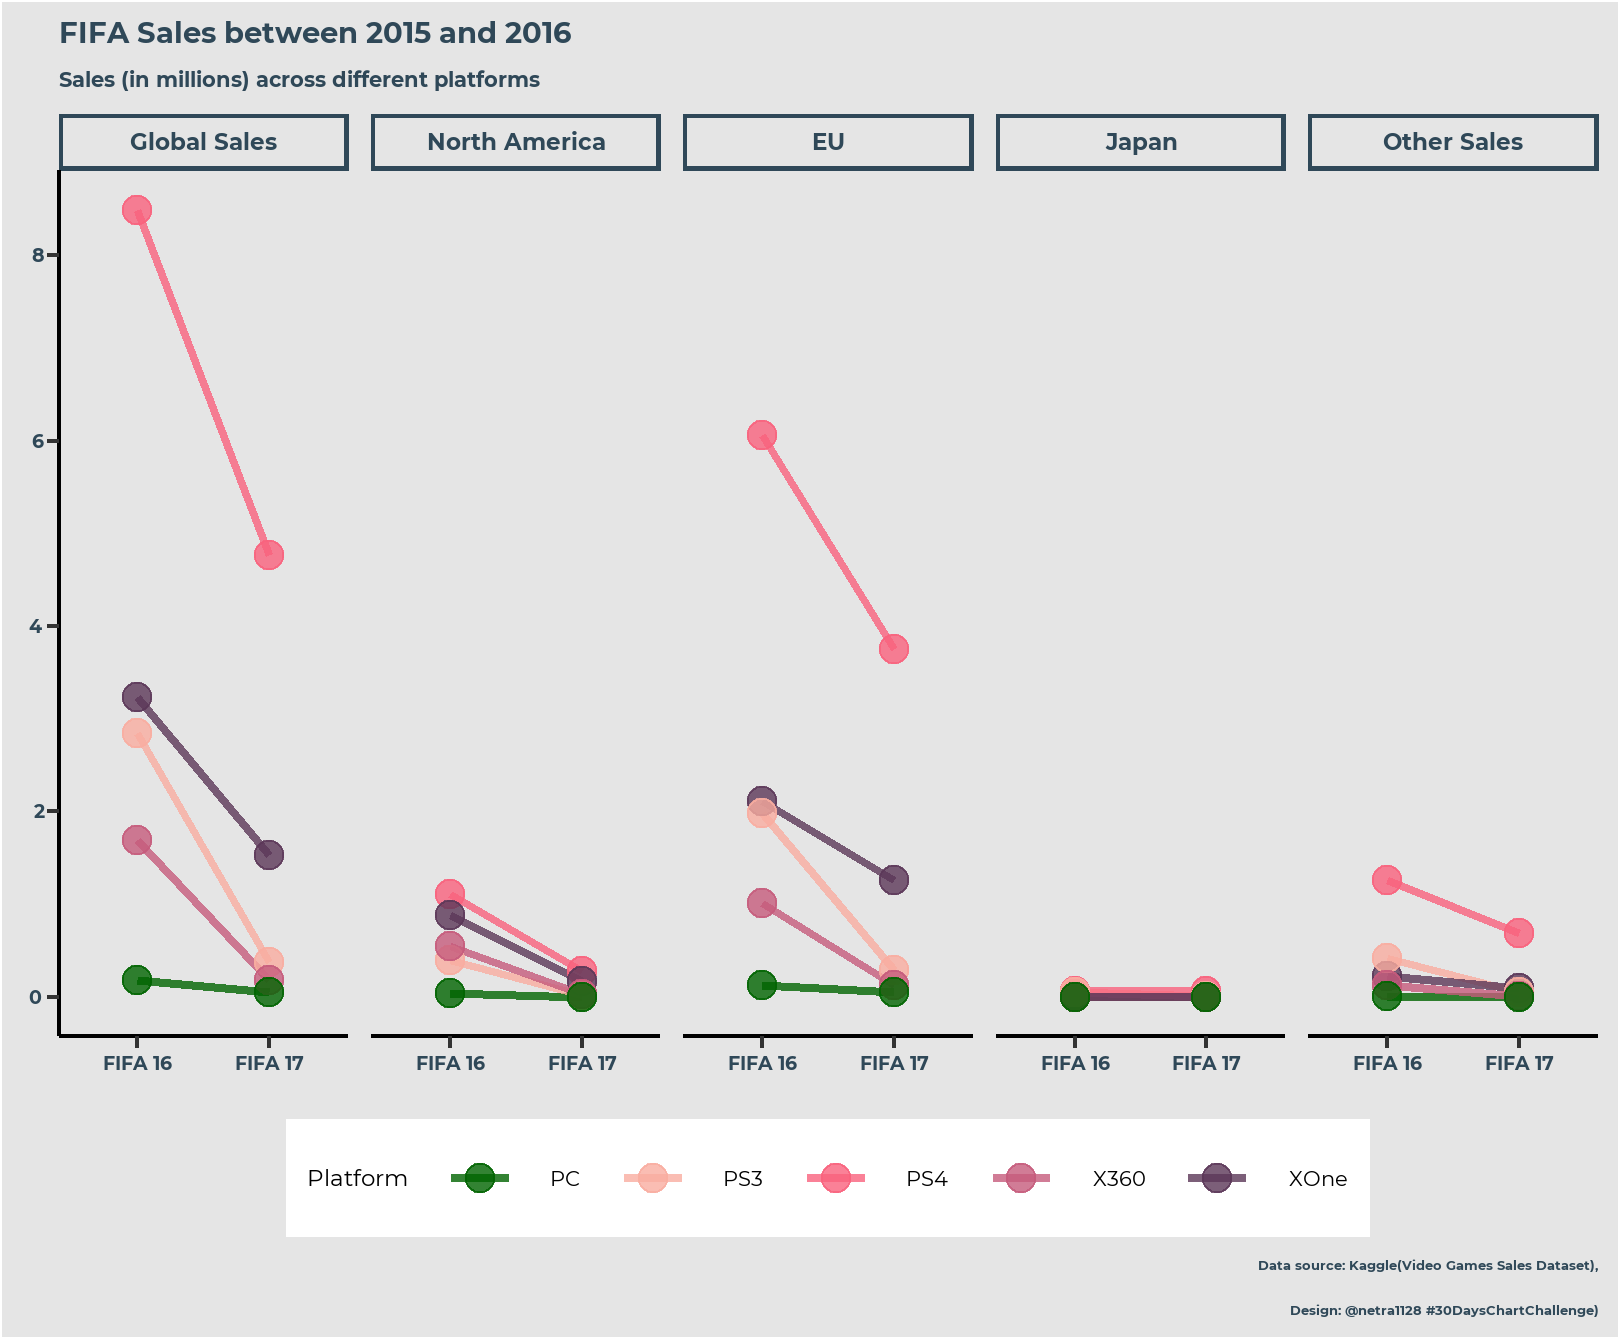 FIFA Sales between 2015 and 2016
Sales (in millions) across different platforms
Global Sales North America EU Japan Other Sales
8
6
4
2
0
FIFA 16 FIFA 17 FIFA 16 FIFA 17 FIFA 16 FIFA 17 FIFA 16 FIFA 17 FIFA 16 FIFA 17
Platform PC PS3 PS4 X360 XOne
Data source: Kaggle(Video Games Sales Dataset),
Design: @netra1128 #30DaysChartChallenge)